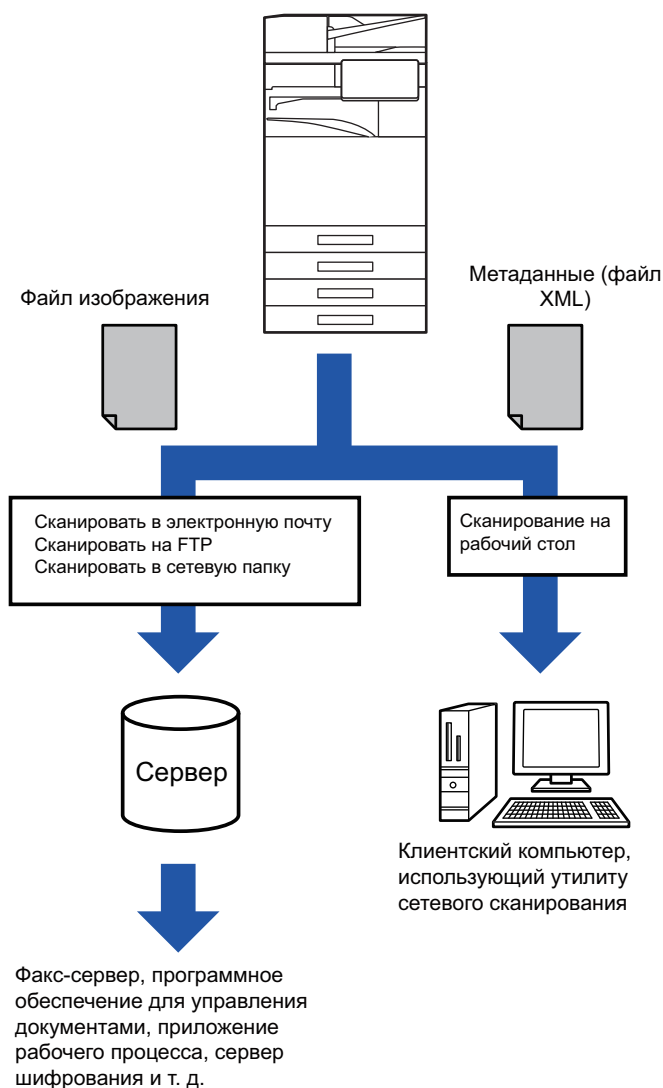 Файл изображения
Метаданные (файл
XML)
Сканировать в электронную почту
Сканировать на FTP
Сканировать в сетевую папку
Сканирование на
рабочий стол
Сервер
Клиентский компьютер,
использующий утилиту
сетевого сканирования
Факс-сервер, программное
обеспечение для управления
документами, приложение
рабочего процесса, сервер
шифрования и т. д.